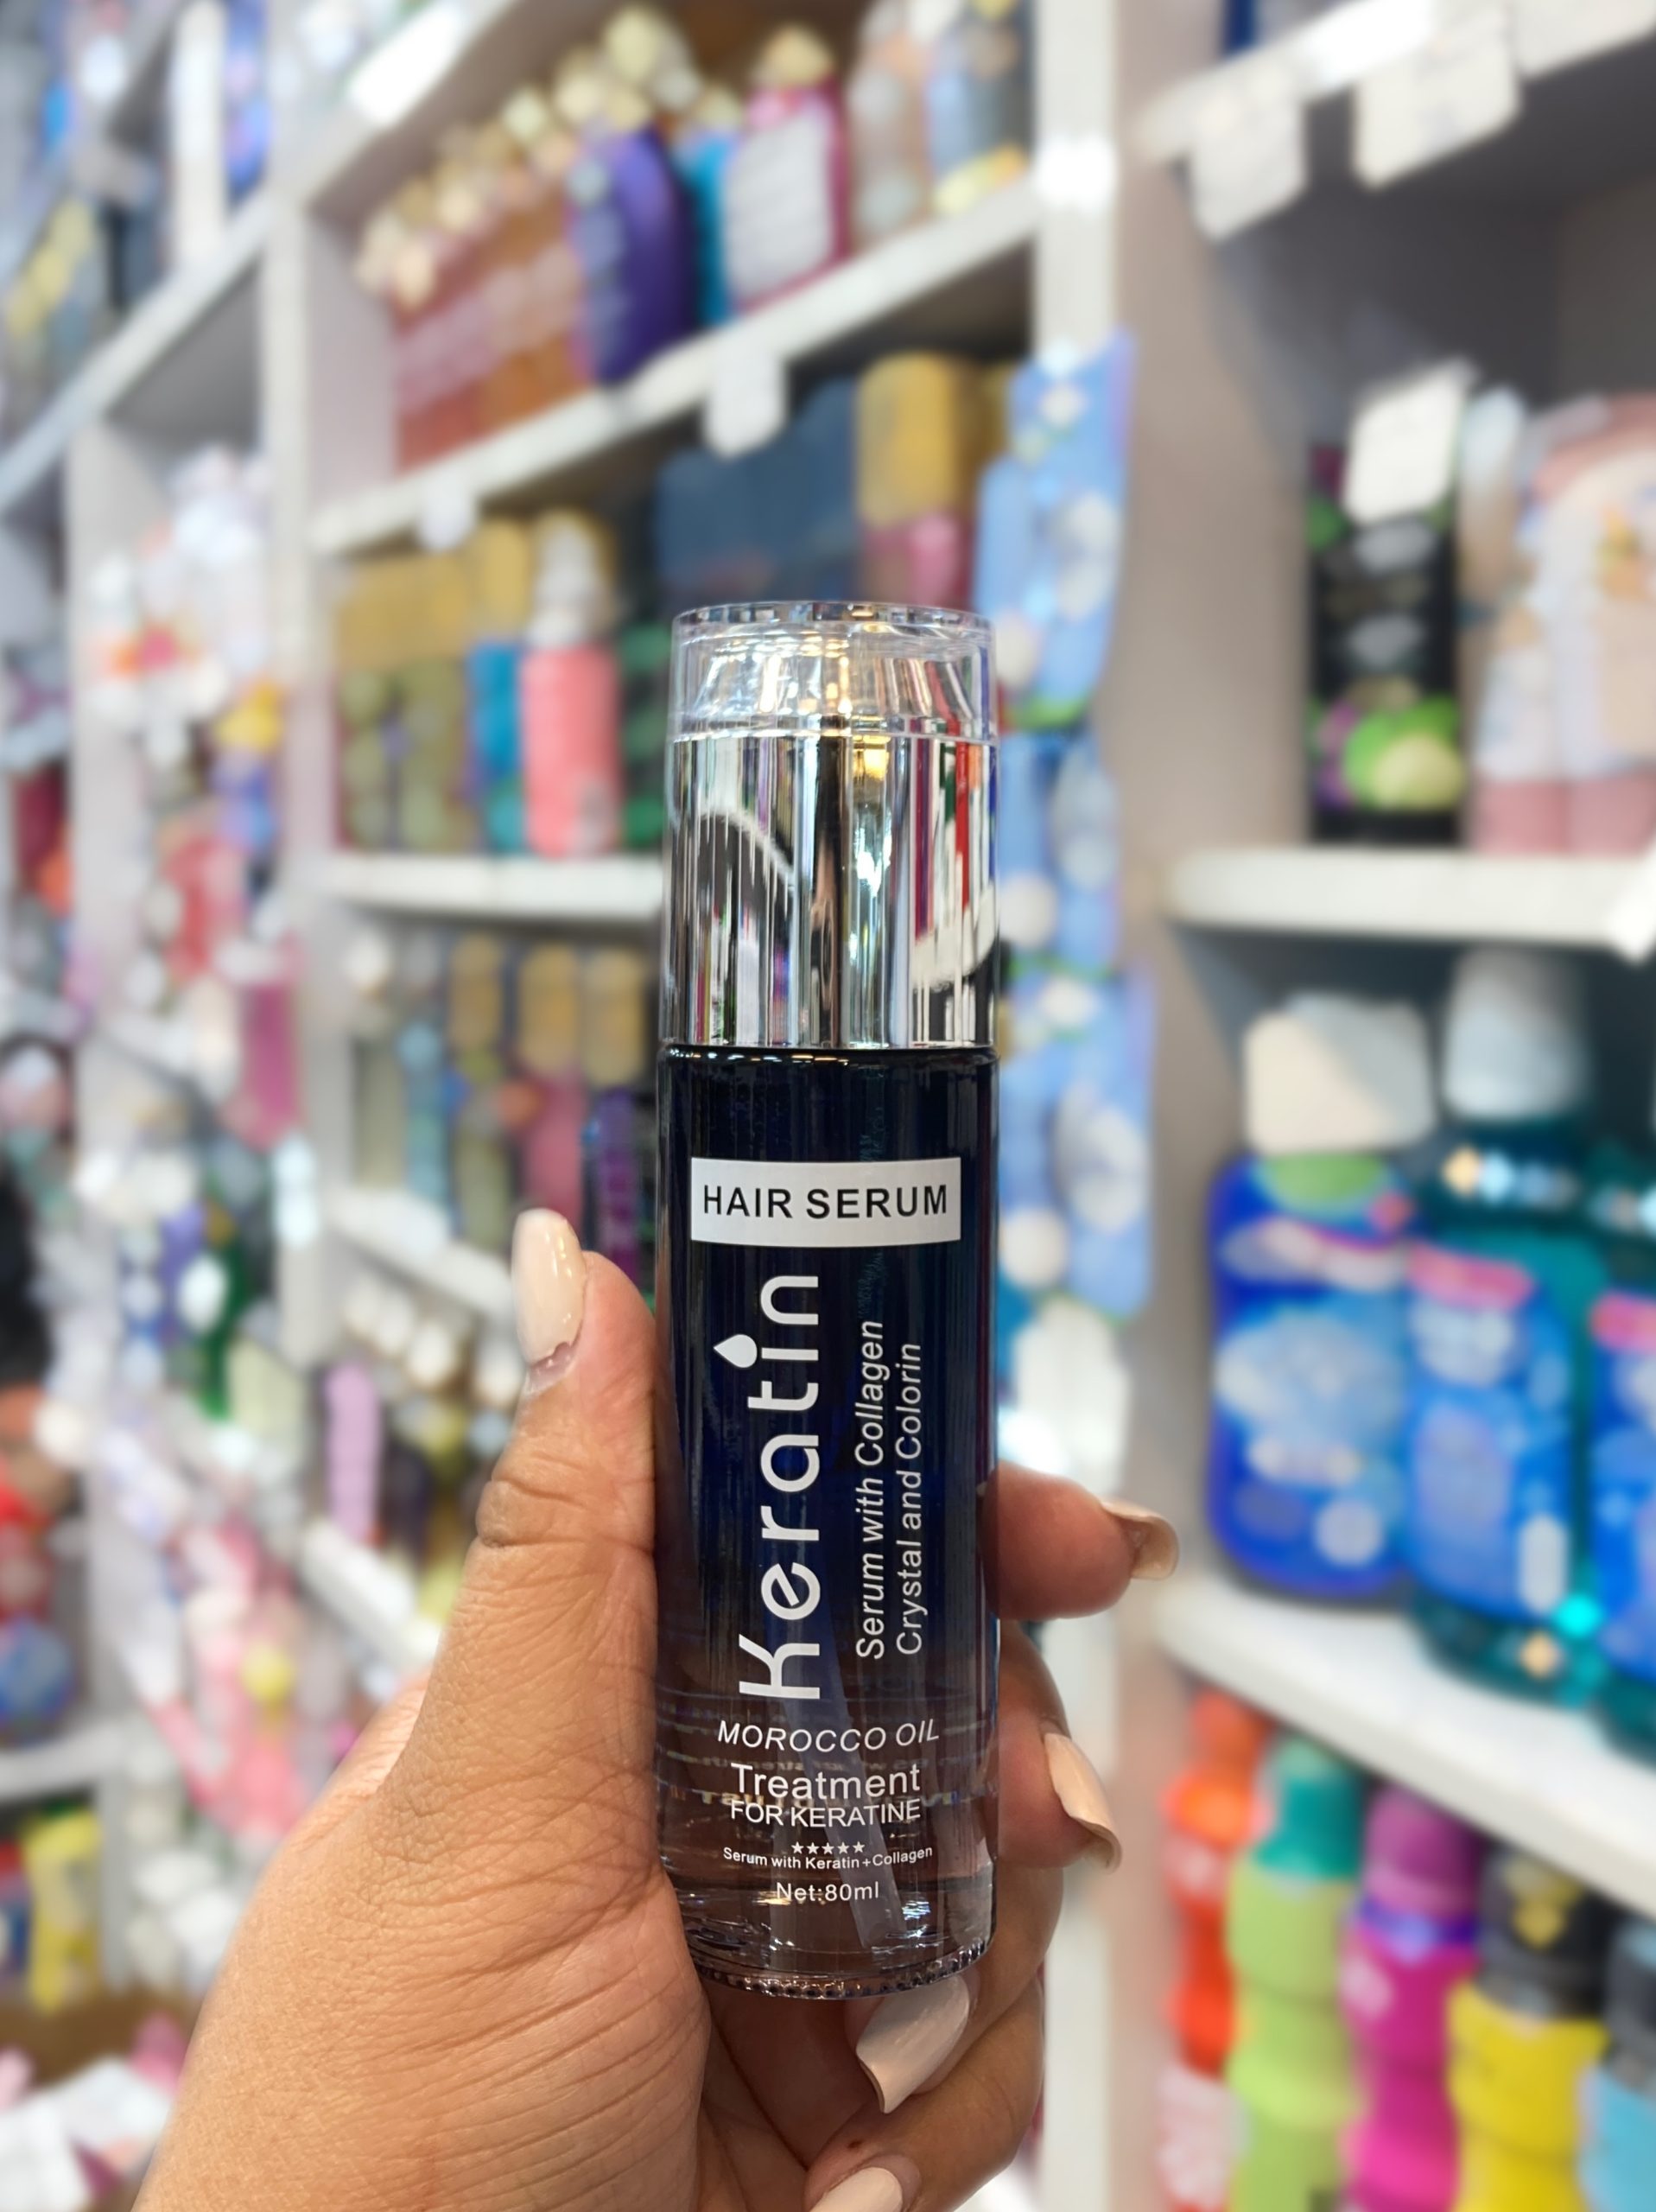 HAIR SERUM
Keratin
Serum with Collagen
Crystal and Colorin
MOROCCO OIL
Treatment
FOR KERATINE
★★★★★
Serum with Keratin+Collagen
Net:80ml